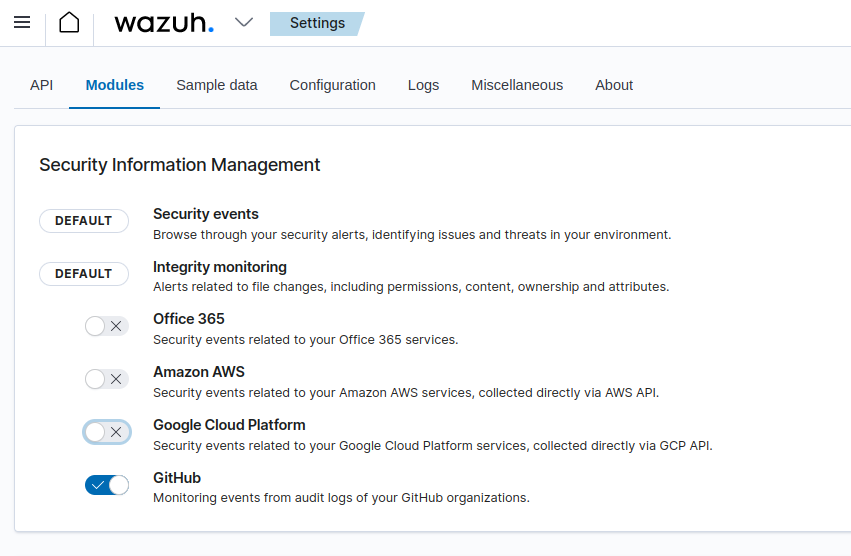 wazuh. Settings
API Modules Sample data Configuration Logs Miscellaneous About
Security Information Management
DEFAULT Security events
Browse through your security alerts, identifying issues and threats in your environment.
DEFAULT Integrity monitoring
Alerts related to file changes, including permissions, content, ownership and attributes.
Office 365
Security events related to your Office 365 services.
Amazon AWS
Security events related to your Amazon AWS services, collected directly via AWS API.
Google Cloud Platform
Security events related to your Google Cloud Platform services, collected directly via GCP API.
GitHub
Monitoring events from audit logs of your GitHub organizations.